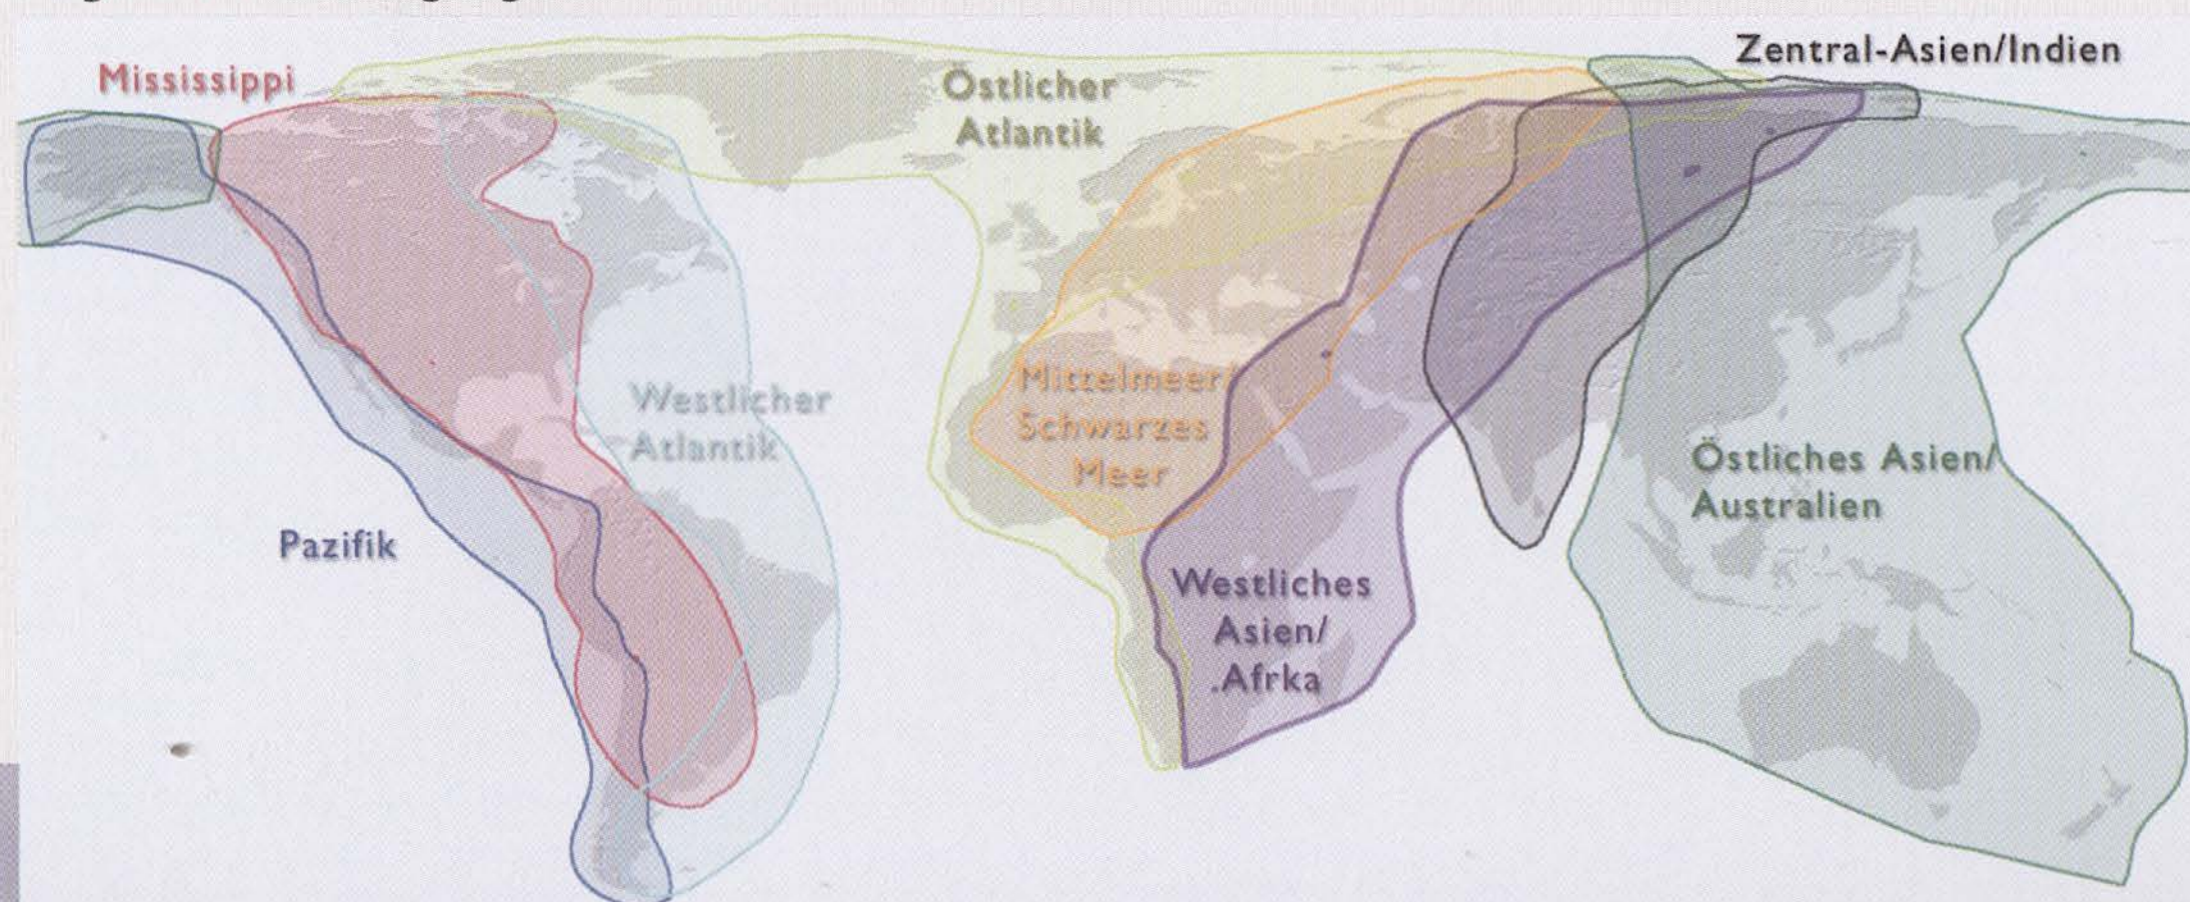 Mississippi
Östlicher
Atlantik
Zentral-Asien/Indien
Westlicher
Atlantik
Mittelmeer/
Schwarzes
Meer
Pazifik
Westliches
Asien/
.Afrka
Östliches Asien/
Australien